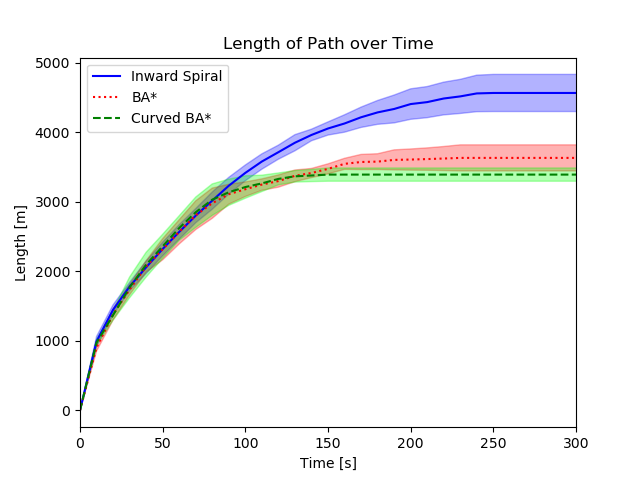 Length of Path over Time
Inward Spiral
BA*
Curved BA*
5000
4000
3000
2000
1000
0
Length [m]
0 50 100 150 200 250 300
Time [s]